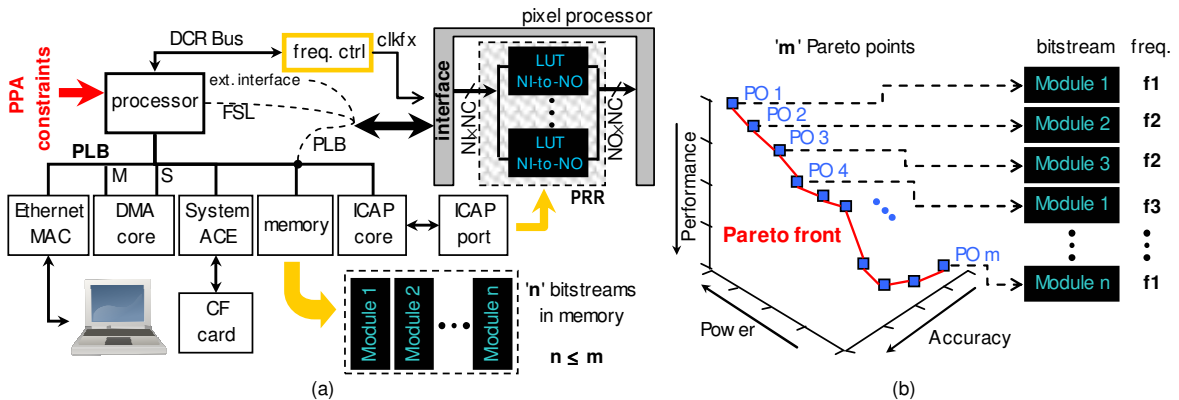 pixel processor
DCR Bus
freq. ctrl
clkfx
PPA
constraints
processor
ext. interface
FSL
PLB
interface
NI×NC
LUT
NI-to-NO
LUT
NI-to-NO
NO×NC
PRR
PLB
M
S
Ethernet
MAC
DMA
core
System
ACE
memory
ICAP
core
ICAP
port
CF
card
Module 1
Module 2
Module n
'n' bitstreams
in memory
n ≤ m
(a)
'm' Pareto points
bitstream
freq.
PO 1
PO 2
PO 3
PO 4
PO m
Module 1
f1
Module 2
f2
Module 3
f2
Module 1
f3
Module n
f1
Performance
Pareto front
Power
Accuracy
(b)